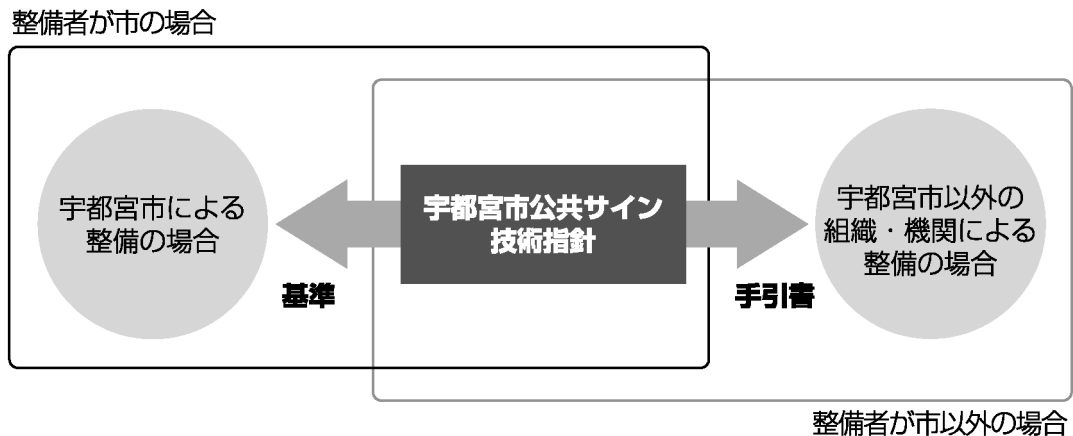 整備者が市の場合
宇都宮市による
整備の場合
基準
宇都宮市公共サイン
技術指針
手引書
宇都宮市以外の
組織・機関による
整備の場合
整備者が市以外の場合